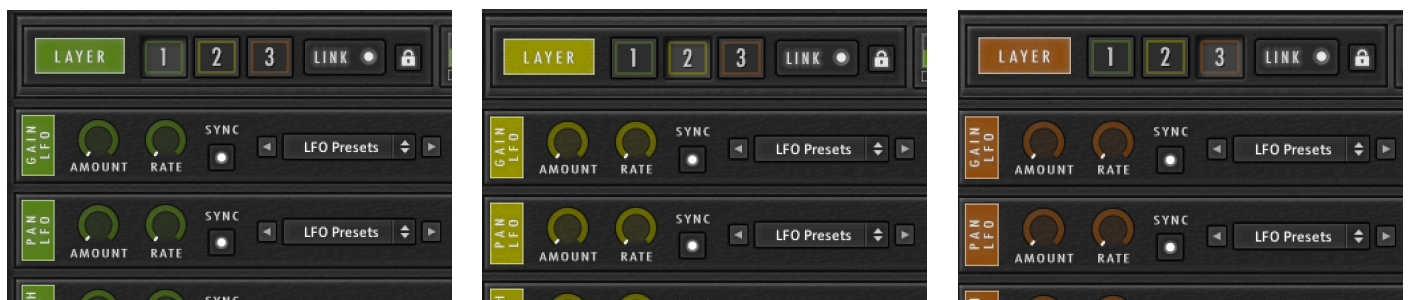 LAYER 1 2 3 LINK
GAIN LFO AMOUNT RATE SYNC LFO Presets
PAN LFO AMOUNT RATE SYNC LFO Presets
LAYER 1 2 3 LINK
GAIN LFO AMOUNT RATE SYNC LFO Presets
PAN LFO AMOUNT RATE SYNC LFO Presets
LAYER 1 2 3 LINK
GAIN LFO AMOUNT RATE SYNC LFO Presets
PAN LFO AMOUNT RATE SYNC LFO Presets